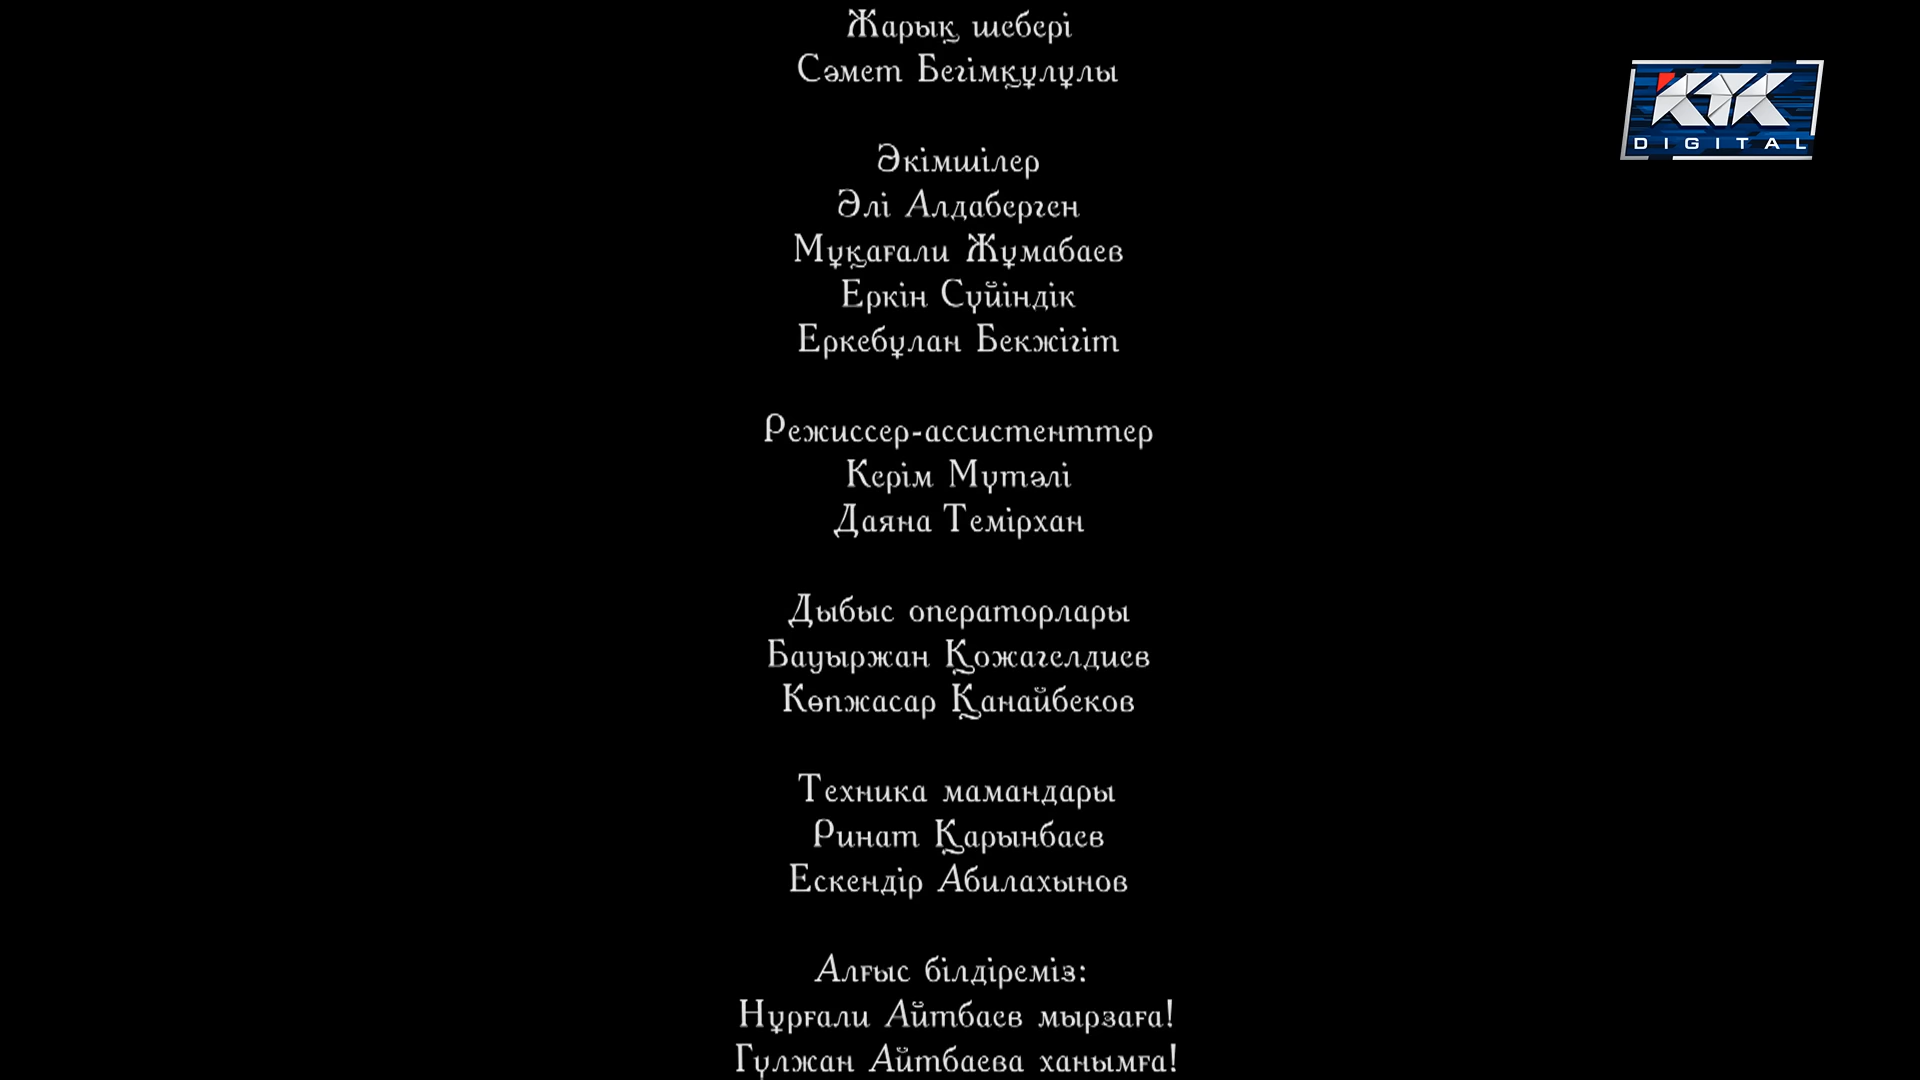 Жарық шебері
Сәмет Бегімқұлұлы
КТК
DIGITAL
Әкімшілер
Әлі Алдаберген
Мұқағали Жұмабаев
Еркін Сүйіндік
Еркебұлан Бекжігіт
Режиссер-ассистенттер
Керім Мүтәлі
Даяна Темірхан
Дыбыс операторлары
Бауыржан Қожагелдиев
Көпжасар Қанайбеков
Техника мамандары
Ринат Қарынбаев
Ескендір Абилахынов
Алғыс білдіреміз:
Нұрғали Айтбаев мырзаға!
Гүлжан Айтбаева ханымға!